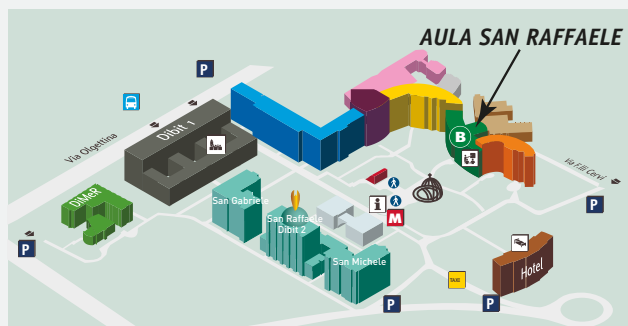 AULA SAN RAFFAELE
P
Via Olgettina
Dibit 1
B
Via F.lli Cervi
DiMeR
San Gabriele
San Raffaele
Dibit 2
M
P
P
San Michele
Hotel
TAXI
P
P